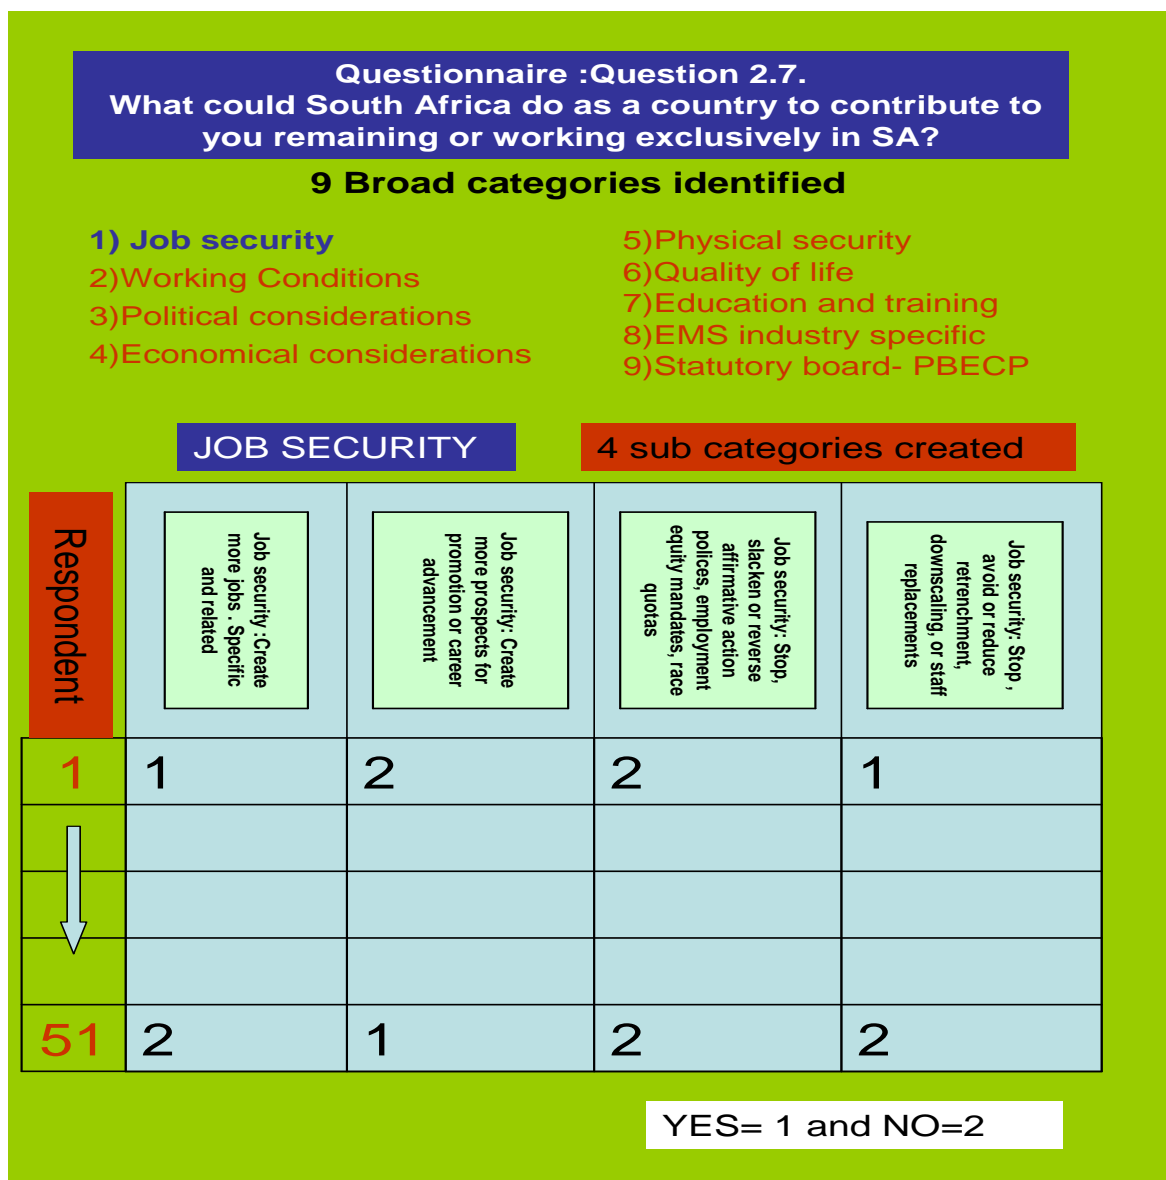 Questionnaire :Question 2.7.
What could South Africa do as a country to contribute to
you remaining or working exclusively in SA?
9 Broad categories identified
1) Job security
2)Working Conditions
3)Political considerations
4)Economical considerations
5)Physical security
6)Quality of life
7)Education and training
8)EMS industry specific
9)Statutory board- PBECP
JOB SECURITY
4 sub categories created
Respondent
Job security :Create
more jobs . Specific
and related
Job security: Create
more prospects for
promotion or career
advancement
Job security: Stop,
slacken or reverse
affirmative action
polices, employment
equity mandates, race
quotas
Job security: Stop ,
avoid or reduce
retrenchment,
downscaling, or staff
replacements
1 1 2 2 1
51 2 1 2 2
YES= 1 and NO=2